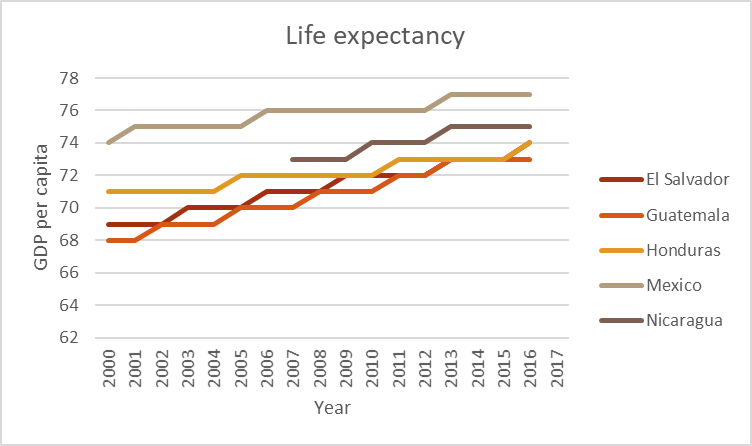 Life expectancy
GDP per capita
78
76
74
72
70
68
66
64
62
2000 2001 2002 2003 2004 2005 2006 2007 2008 2009 2010 2011 2012 2013 2014 2015 2016 2017
Year
El Salvador
Guatemala
Honduras
Mexico
Nicaragua